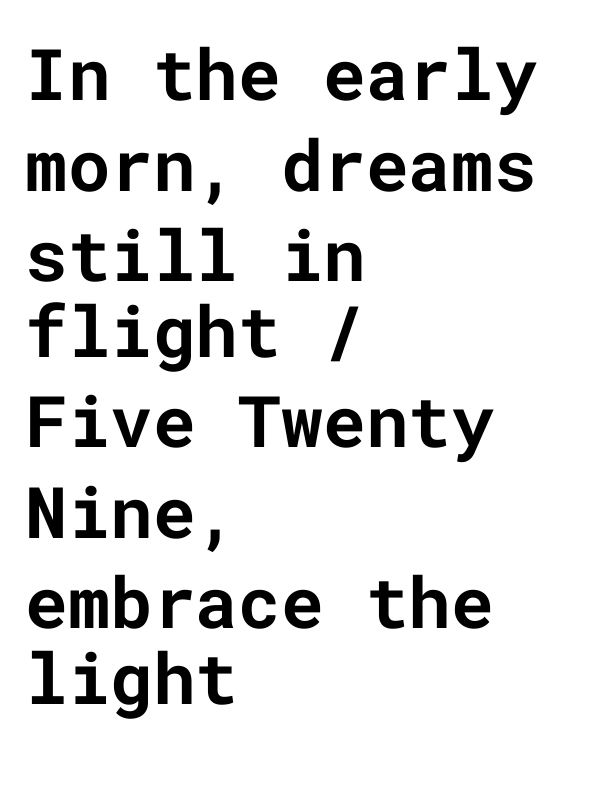 In the early
morn, dreams
still in
flight /
Five Twenty
Nine,
embrace the
light